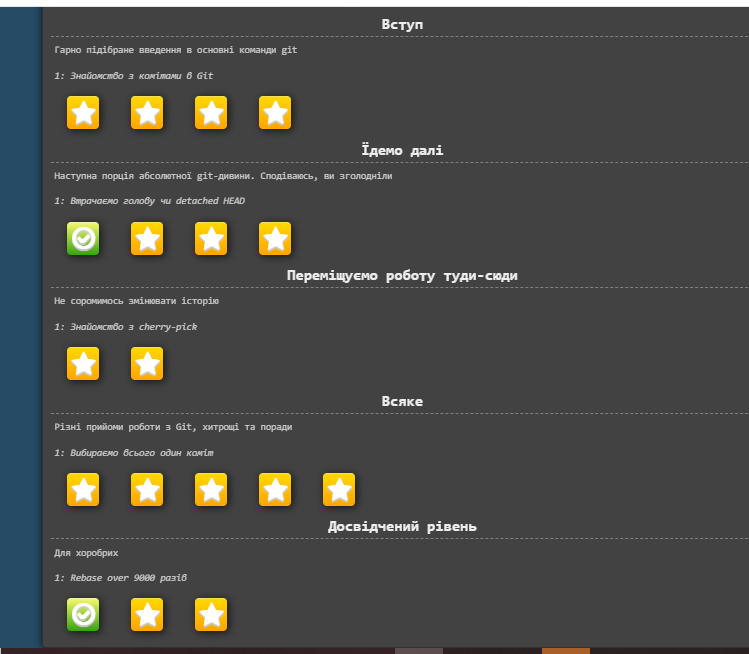 Вступ
Гарно підібране введення в основні команди git
1: Знайомство з комітами в Git
Їдемо далі
Наступна порція абсолютної git-дивини. Сподіваюсь, ви зголодніли
1: Втрачаємо голову чи detached HEAD
Переміщуємо роботу туди-сюди
Не соромимось змінювати історію
1: Знайомство з cherry-pick
Всяке
Різні прийоми роботи з Git, хитрощі та поради
1: Вибираємо всього один коміт
Досвідчений рівень
Для хоробрих
1: Rebase over 9000 разів